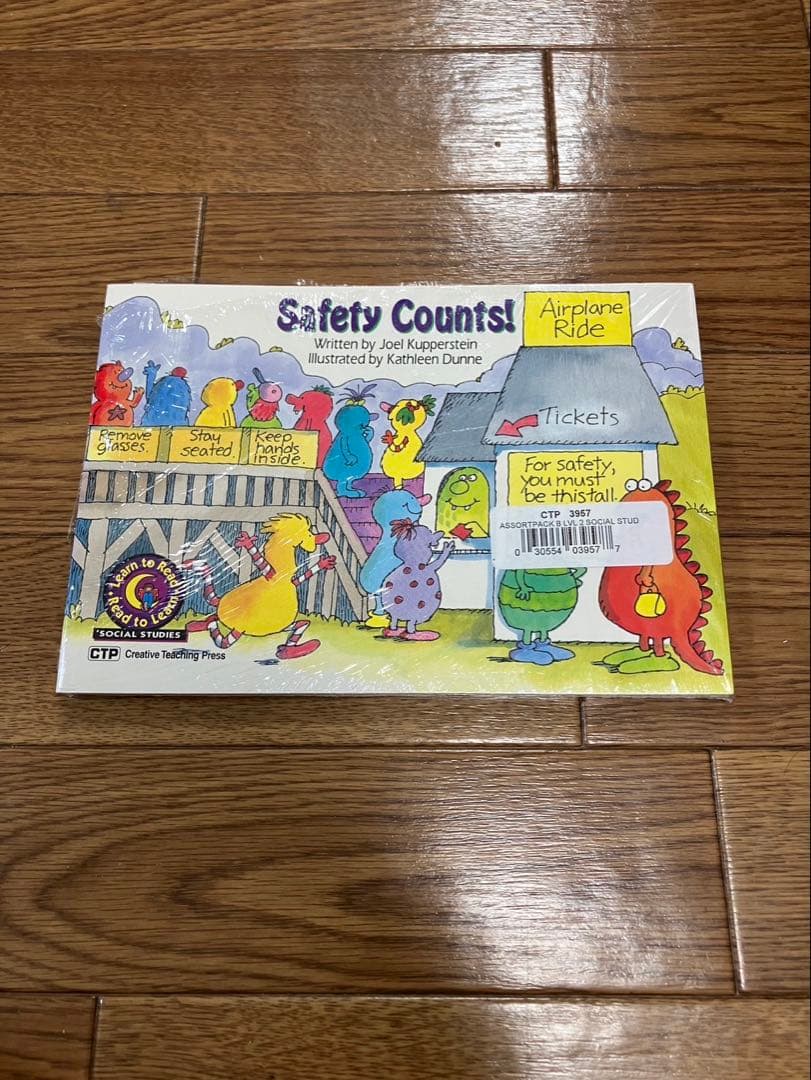 Safety Counts!
Written by Joel Kupperstein
Illustrated by Kathleen Dunne
Airplane
Ride
Tickets
Remove
glasses.
Stay
seated.
Keep
hands
inside.
For safety,
you must
be this tall.
CTP 3957
ASSORTPACK B LVL 2 SOCIAL STUD
0 30554 03957 7
Learn to Read
Read to Learn
SOCIAL STUDIES
CTP Creative Teaching Press